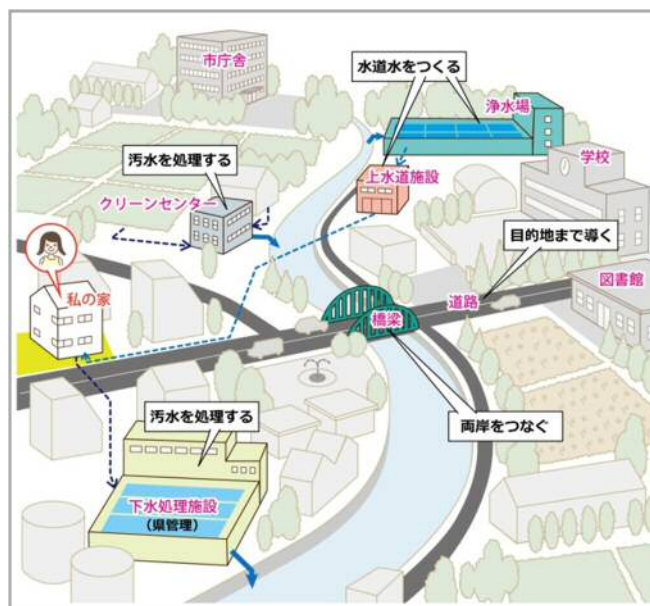 市庁舎
水道水をつくる
浄水場
汚水を処理する
上水道施設
学校
クリーンセンター
目的地まで導く
私の家
道路
図書館
橋梁
汚水を処理する
両岸をつなぐ
下水処理施設
（県管理）